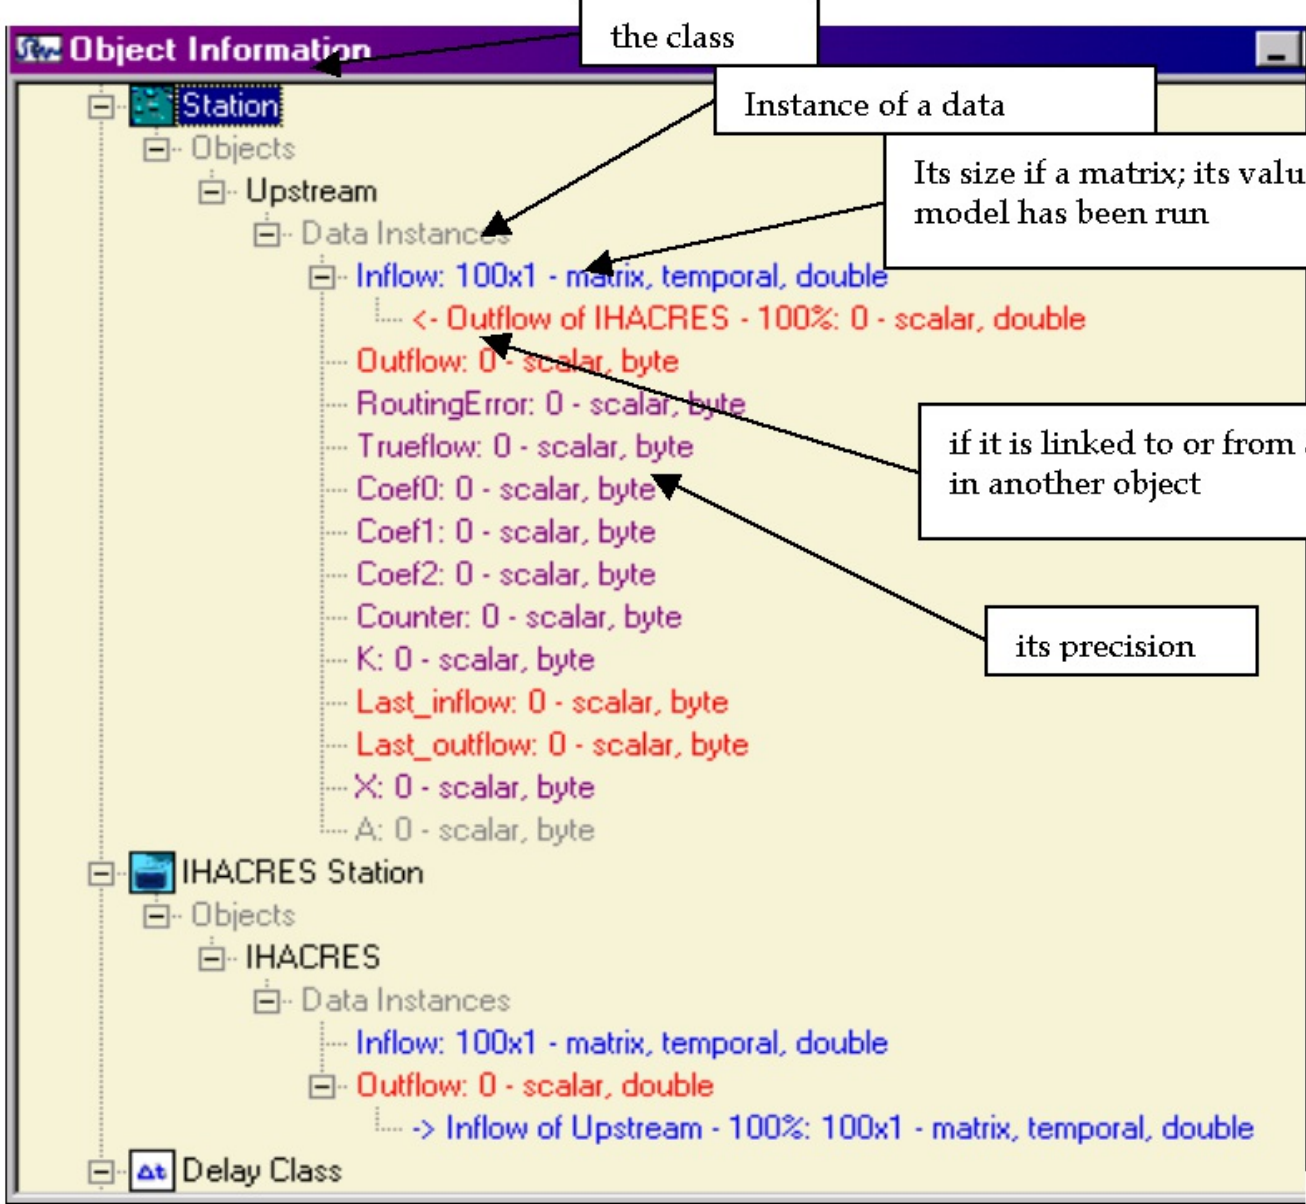 the class
Object Information
Instance of a data
Station
Objects
Its size if a matrix; its valu
model has been run
Upstream
Data Instances
Inflow: 100x1 - matrix, temporal, double
<- Outflow of IHACRES - 100%: 0 - scalar, double
Outflow: 0 - scalar, byte
RoutingError: 0 - scalar, byte
if it is linked to or from
in another object
Trueflow: 0 - scalar, byte
Coef0: 0 - scalar, byte
Coef1: 0 - scalar, byte
Coef2: 0 - scalar, byte
Counter: 0 - scalar, byte
its precision
K: 0 - scalar, byte
Last_inflow: 0 - scalar, byte
Last_outflow: 0 - scalar, byte
X: 0 - scalar, byte
A: 0 - scalar, byte
IHACRES Station
Objects
IHACRES
Data Instances
Inflow: 100x1 - matrix, temporal, double
Outflow: 0 - scalar, double
-> Inflow of Upstream - 100%: 100x1 - matrix, temporal, double
Δt Delay Class